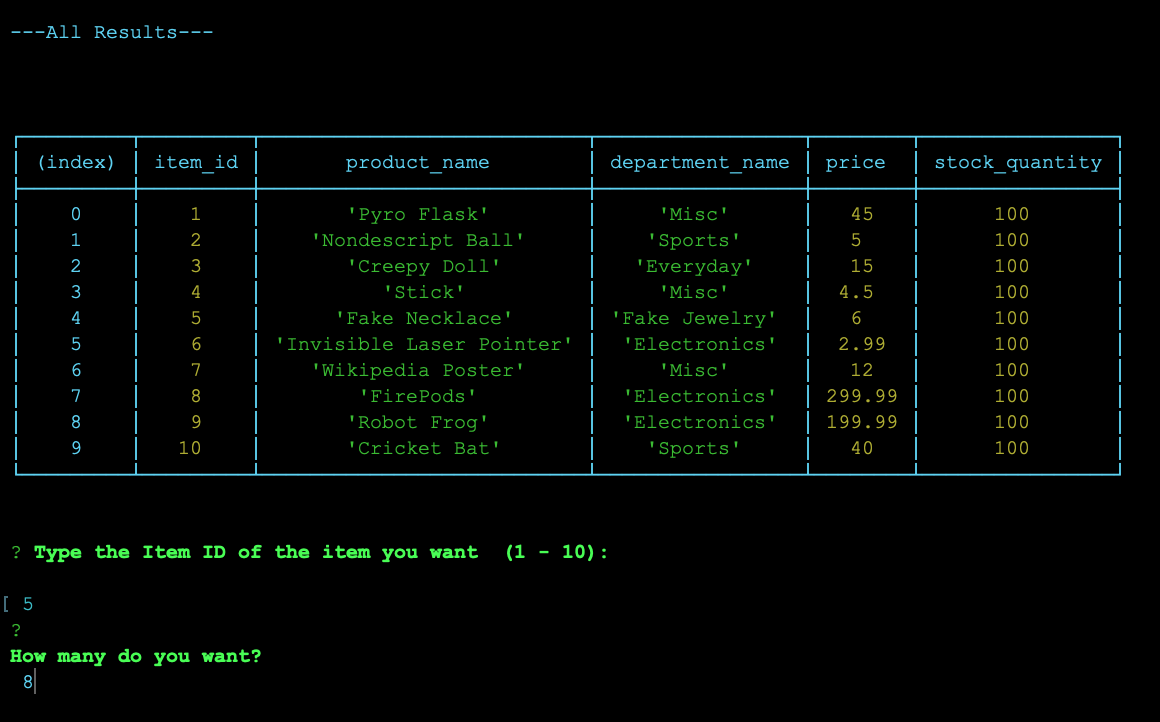 ---All Results---
(index) item_id product_name department_name price stock_quantity
0 1 'Pyro Flask' 'Misc' 45 100
1 2 'Nondescript Ball' 'Sports' 5 100
2 3 'Creepy Doll' 'Everyday' 15 100
3 4 'Stick' 'Misc' 4.5 100
4 5 'Fake Necklace' 'Fake Jewelry' 6 100
5 6 'Invisible Laser Pointer' 'Electronics' 2.99 100
6 7 'Wikipedia Poster' 'Misc' 12 100
7 8 'FirePods' 'Electronics' 299.99 100
8 9 'Robot Frog' 'Electronics' 199.99 100
9 10 'Cricket Bat' 'Sports' 40 100
? Type the Item ID of the item you want (1 - 10):
[ 5
?
How many do you want?
8